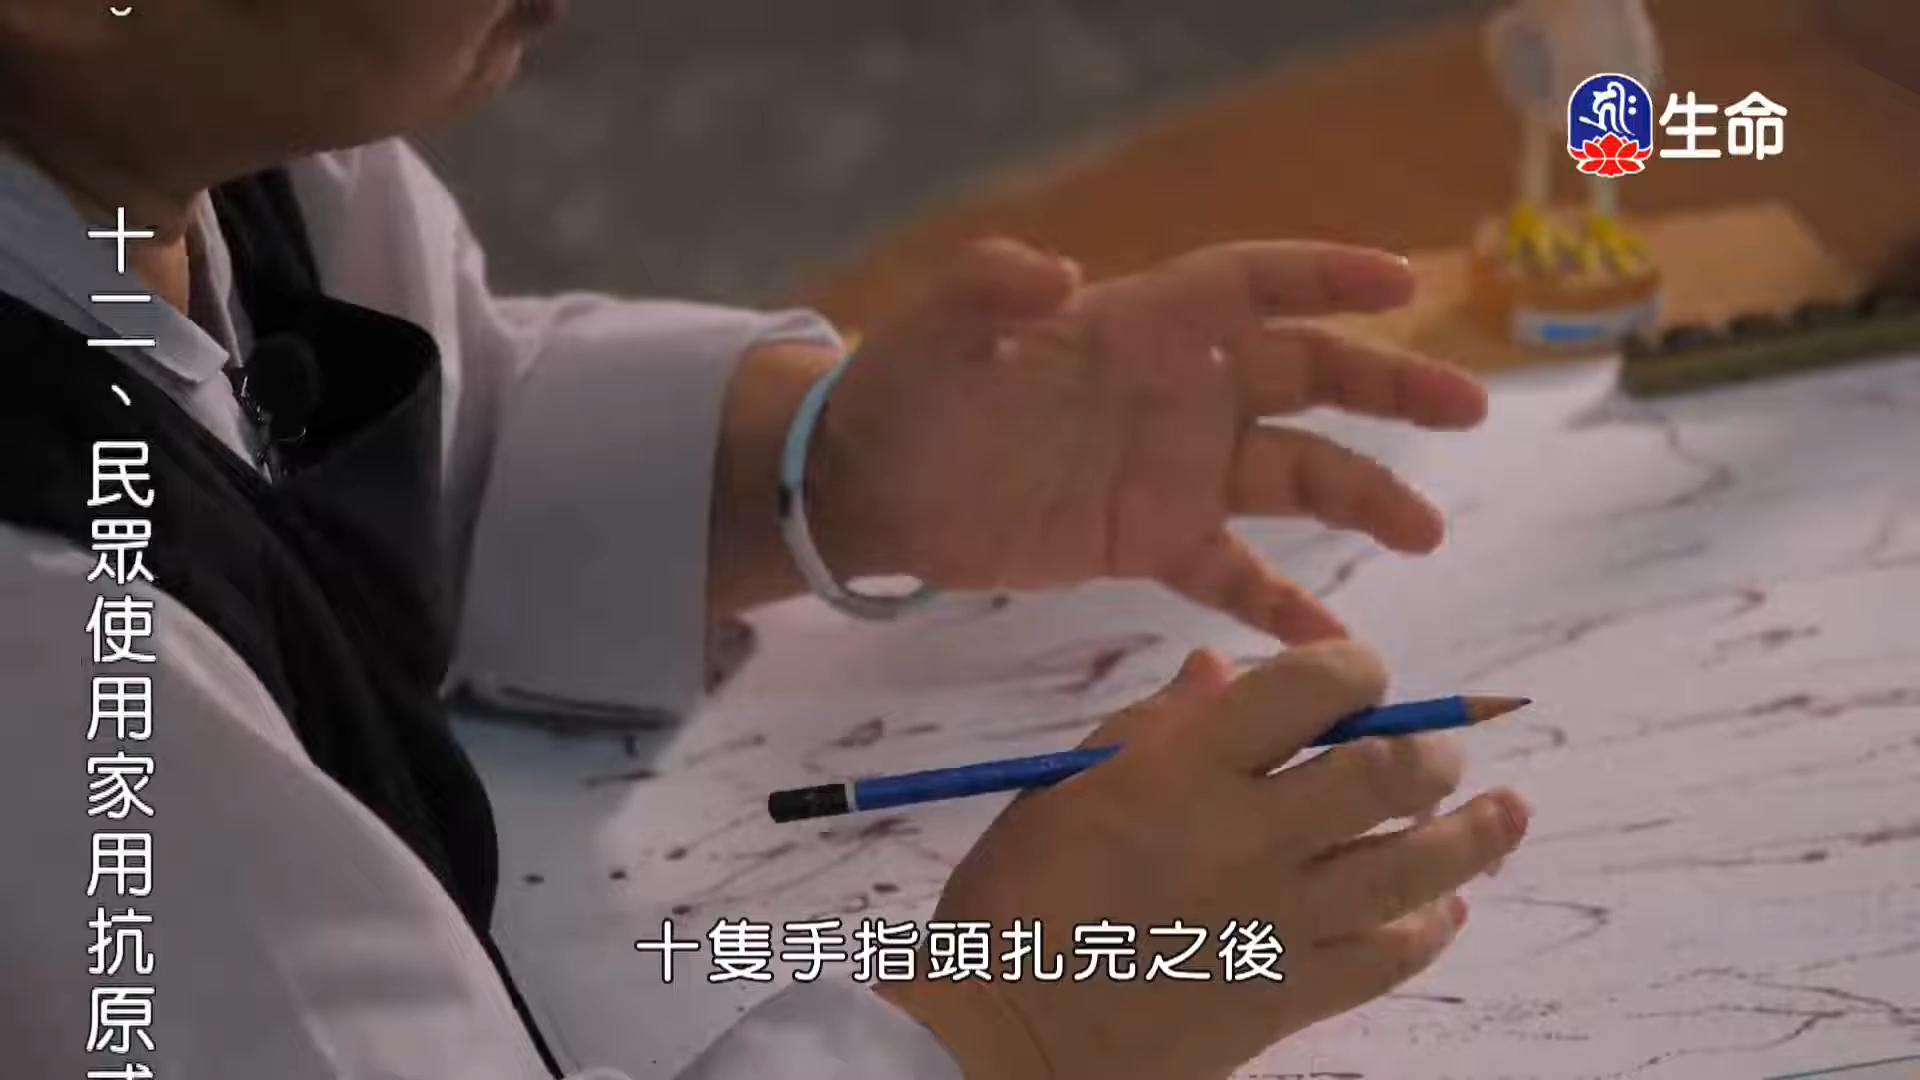 生命
十二、民眾使用家用抗原
十隻手指頭扎完之後